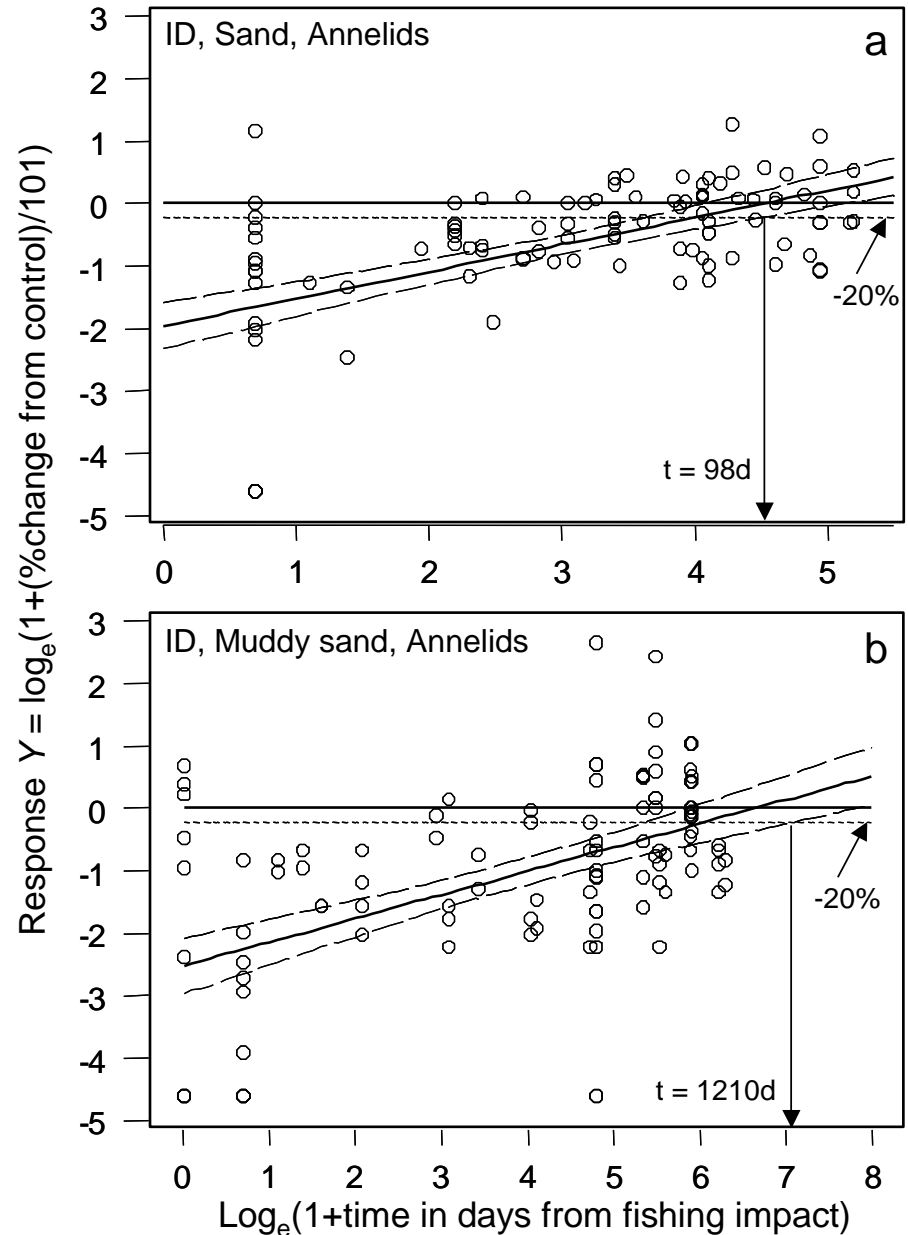 Response Y = logₑ(1+(%change from control)/101)
ID, Sand, Annelids
a
3
2
1
0
-1
-2
-3
-4
-5
-20%
t = 98d
0 1 2 3 4 5
ID, Muddy sand, Annelids
b
3
2
1
0
-1
-2
-3
-4
-5
-20%
t = 1210d
0 1 2 3 4 5 6 7 8
Logₑ(1+time in days from fishing impact)